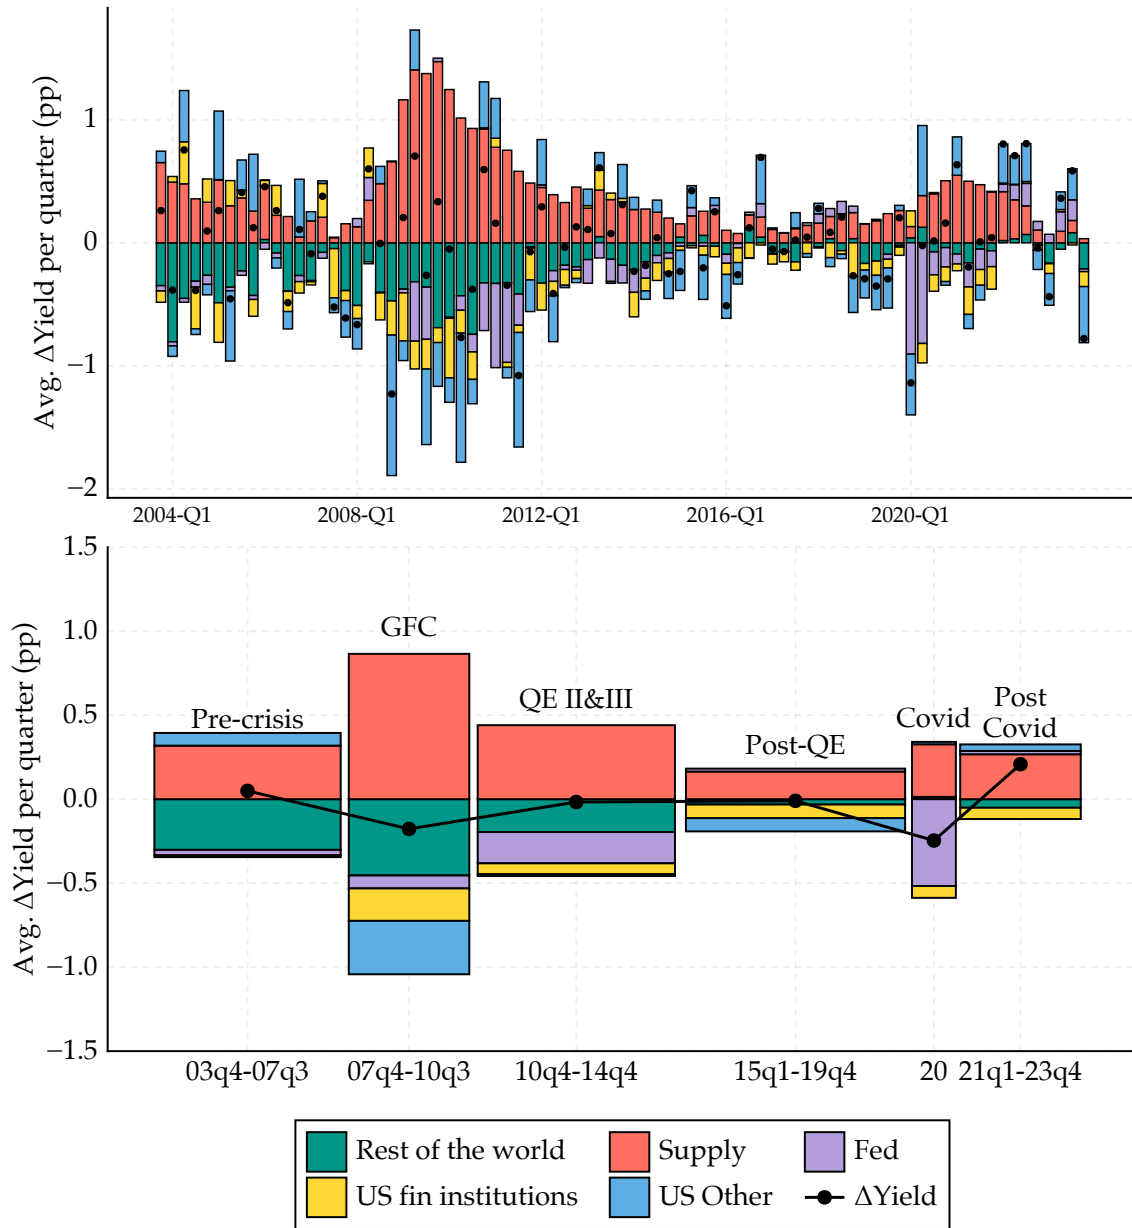 Avg. ΔYield per quarter (pp)
1
0
−1
−2
2004-Q1 2008-Q1 2012-Q1 2016-Q1 2020-Q1
Avg. ΔYield per quarter (pp)
1.5
1.0
0.5
0.0
−0.5
−1.0
−1.5
Pre-crisis
GFC
QE II&III
Post-QE
Covid
Post
Covid
03q4-07q3 07q4-10q3 10q4-14q4 15q1-19q4 20 21q1-23q4
Rest of the world Supply Fed
US fin institutions US Other ΔYield